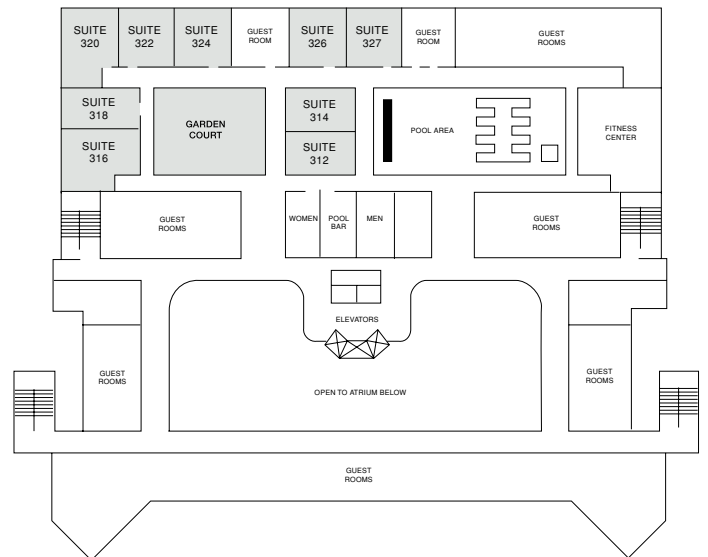 SUITE
320
SUITE
322
SUITE
324
GUEST
ROOM
SUITE
326
SUITE
327
GUEST
ROOM
GUEST
ROOMS
SUITE
318
SUITE
316
GARDEN
COURT
SUITE
314
SUITE
312
POOL AREA
FITNESS
CENTER
GUEST
ROOMS
WOMEN
POOL
BAR
MEN
GUEST
ROOMS
ELEVATORS
GUEST
ROOMS
OPEN TO ATRIUM BELOW
GUEST
ROOMS
GUEST
ROOMS